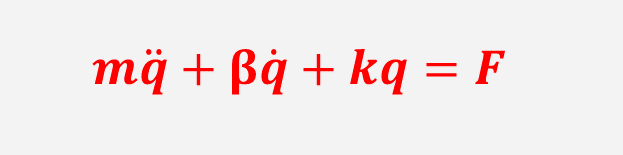 mq̈ + βq̇ + kq = F